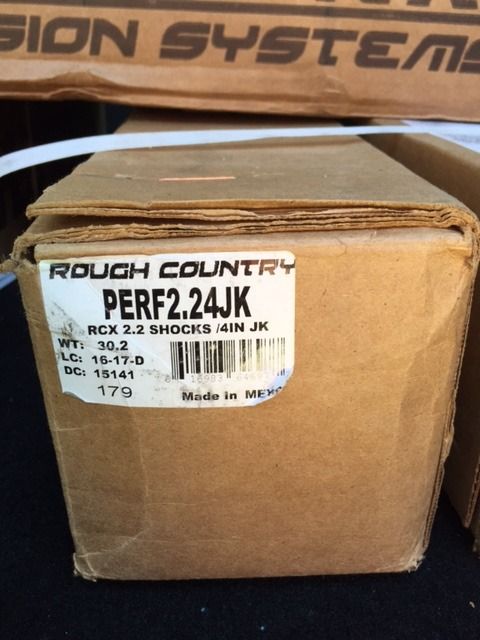 SION SYSTEMS
ROUGH COUNTRY
PERF2.24JK
RCX 2.2 SHOCKS /4IN JK
WT: 30.2
LC: 16-17-D
DC: 15141
179
Made in MEXIC